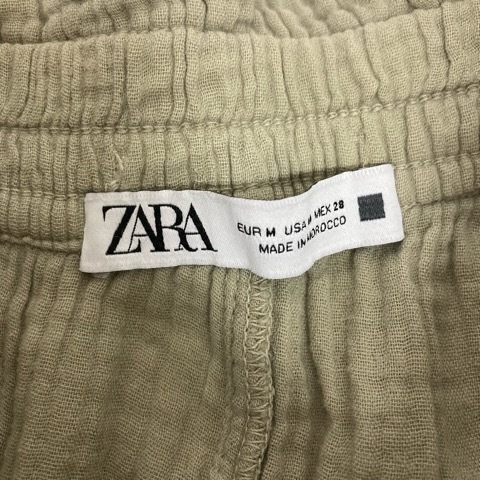 ZARA
EUR M USA M MEX 28
MADE IN MOROCCO